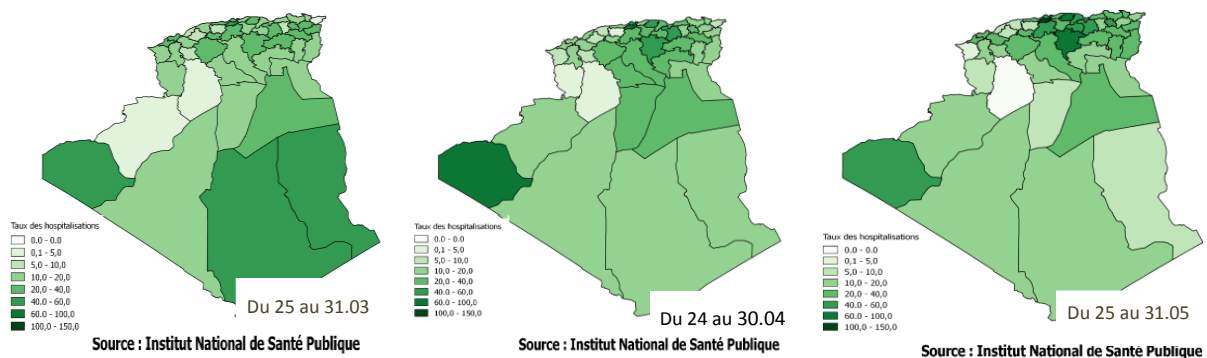 Taux des hospitalisations
0.0 - 0.0
0,1 - 5,0
5,0 - 10,0
10,0 - 20,0
20,0 - 40,0
40.0 - 60,0
60.0 - 100,0
100,0 - 150,0
Du 25 au 31.03
Source : Institut National de Santé Publique
Taux des hospitalisations
0.0 - 0.0
0,1 - 5,0
5,0 - 10,0
10,0 - 20,0
20,0 - 40,0
40.0 - 60,0
60.0 - 100,0
100,0 - 150,0
Du 24 au 30.04
Source : Institut National de Santé Publique
Taux des hospitalisations
0.0 - 0.0
0,1 - 5,0
5,0 - 10,0
10,0 - 20,0
20,0 - 40,0
40.0 - 60,0
60.0 - 100,0
100,0 - 150,0
Du 25 au 31.05
Source : Institut National de Santé Publique